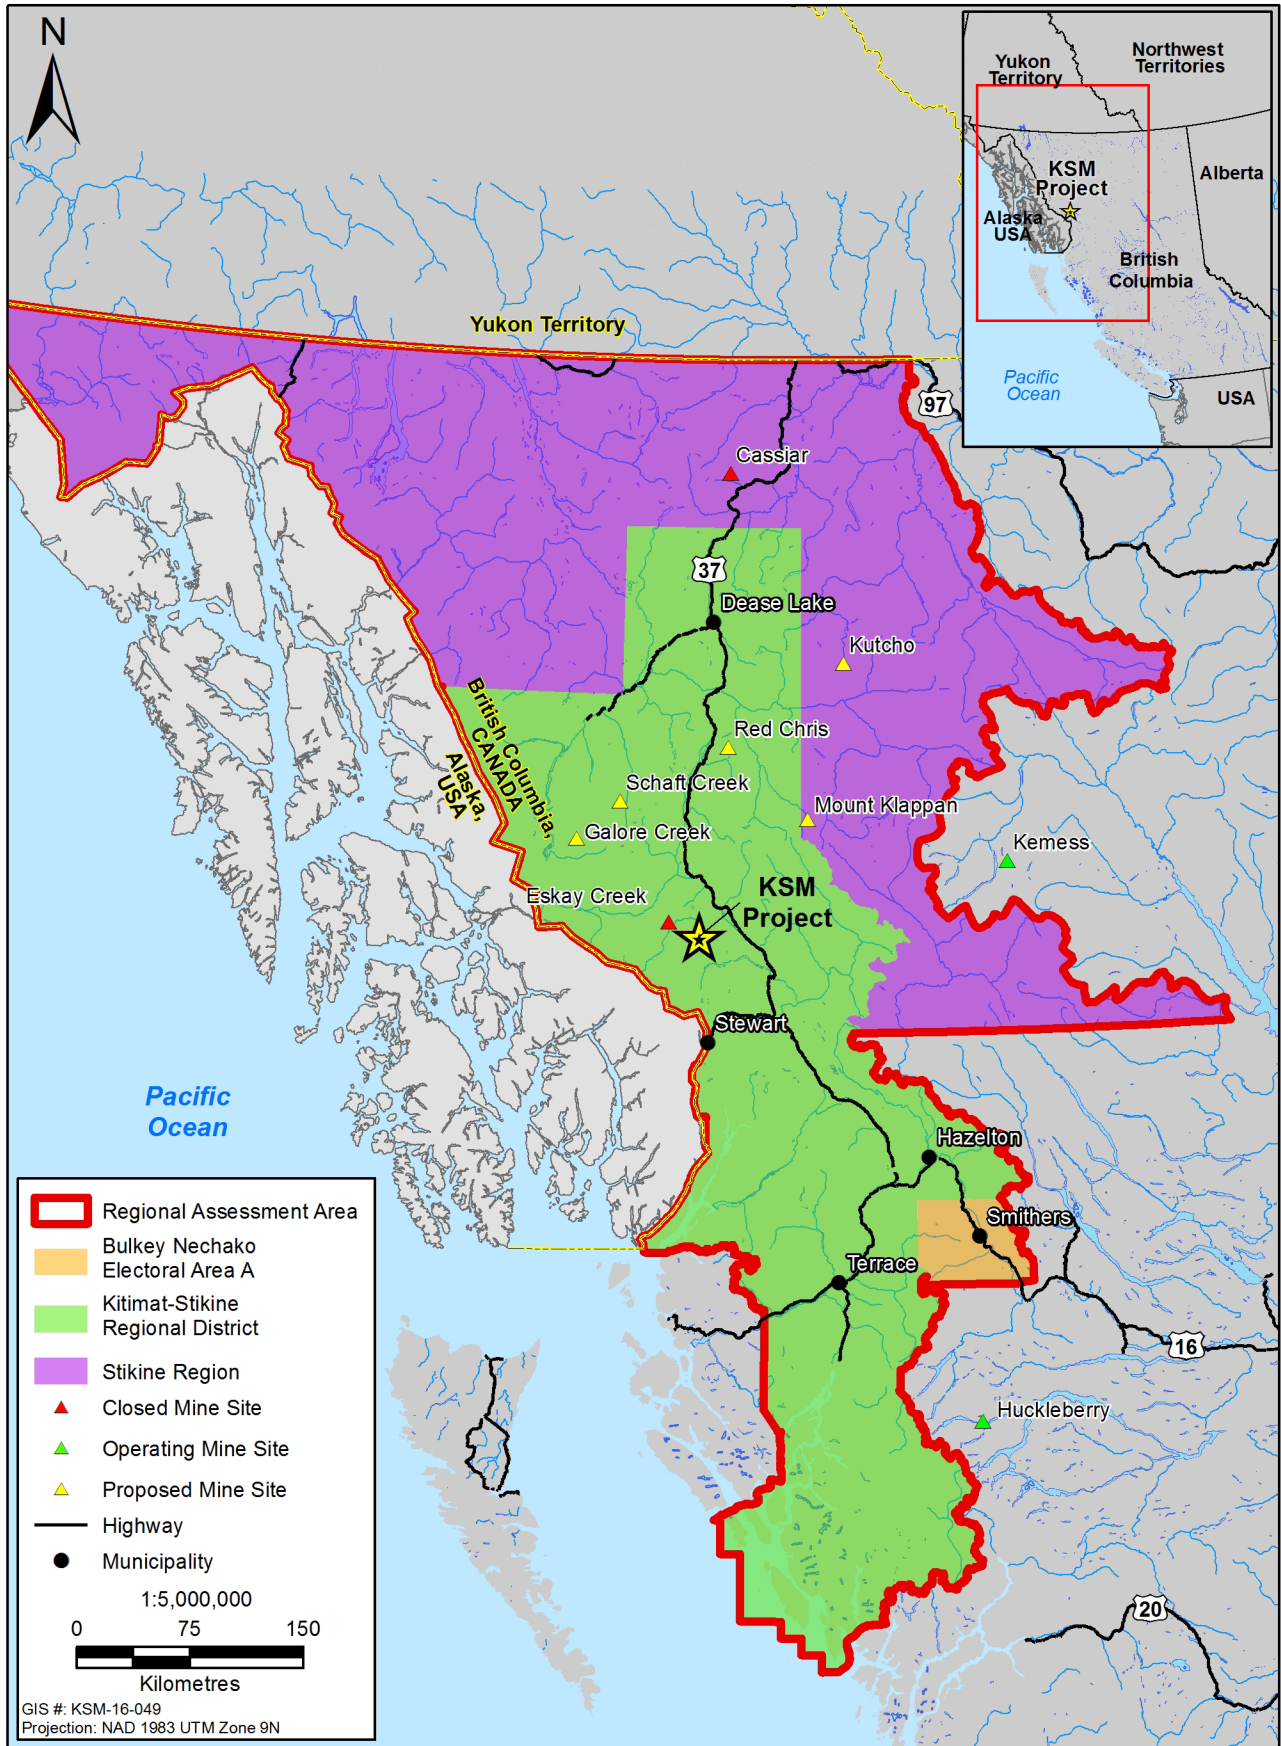 N
Yukon
Territory
Northwest
Territories
KSM
Project
Alberta
Alaska
USA
British
Columbia
Pacific
Ocean
USA
Yukon Territory
97
Cassiar
37
Dease Lake
Kutcho
British Columbia,
CANADA
Alaska,
USA
Red Chris
Schaft Creek
Mount Klappan
Galore Creek
Kemess
Eskay Creek
KSM
Project
Stewart
Pacific
Ocean
Hazelton
Smithers
Terrace
16
Huckleberry
20
Regional Assessment Area
Bulkey Nechako
Electoral Area A
Kitimat-Stikine
Regional District
Stikine Region
Closed Mine Site
Operating Mine Site
Proposed Mine Site
Highway
Municipality
1:5,000,000
0 75 150
Kilometres
GIS #: KSM-16-049
Projection: NAD 1983 UTM Zone 9N